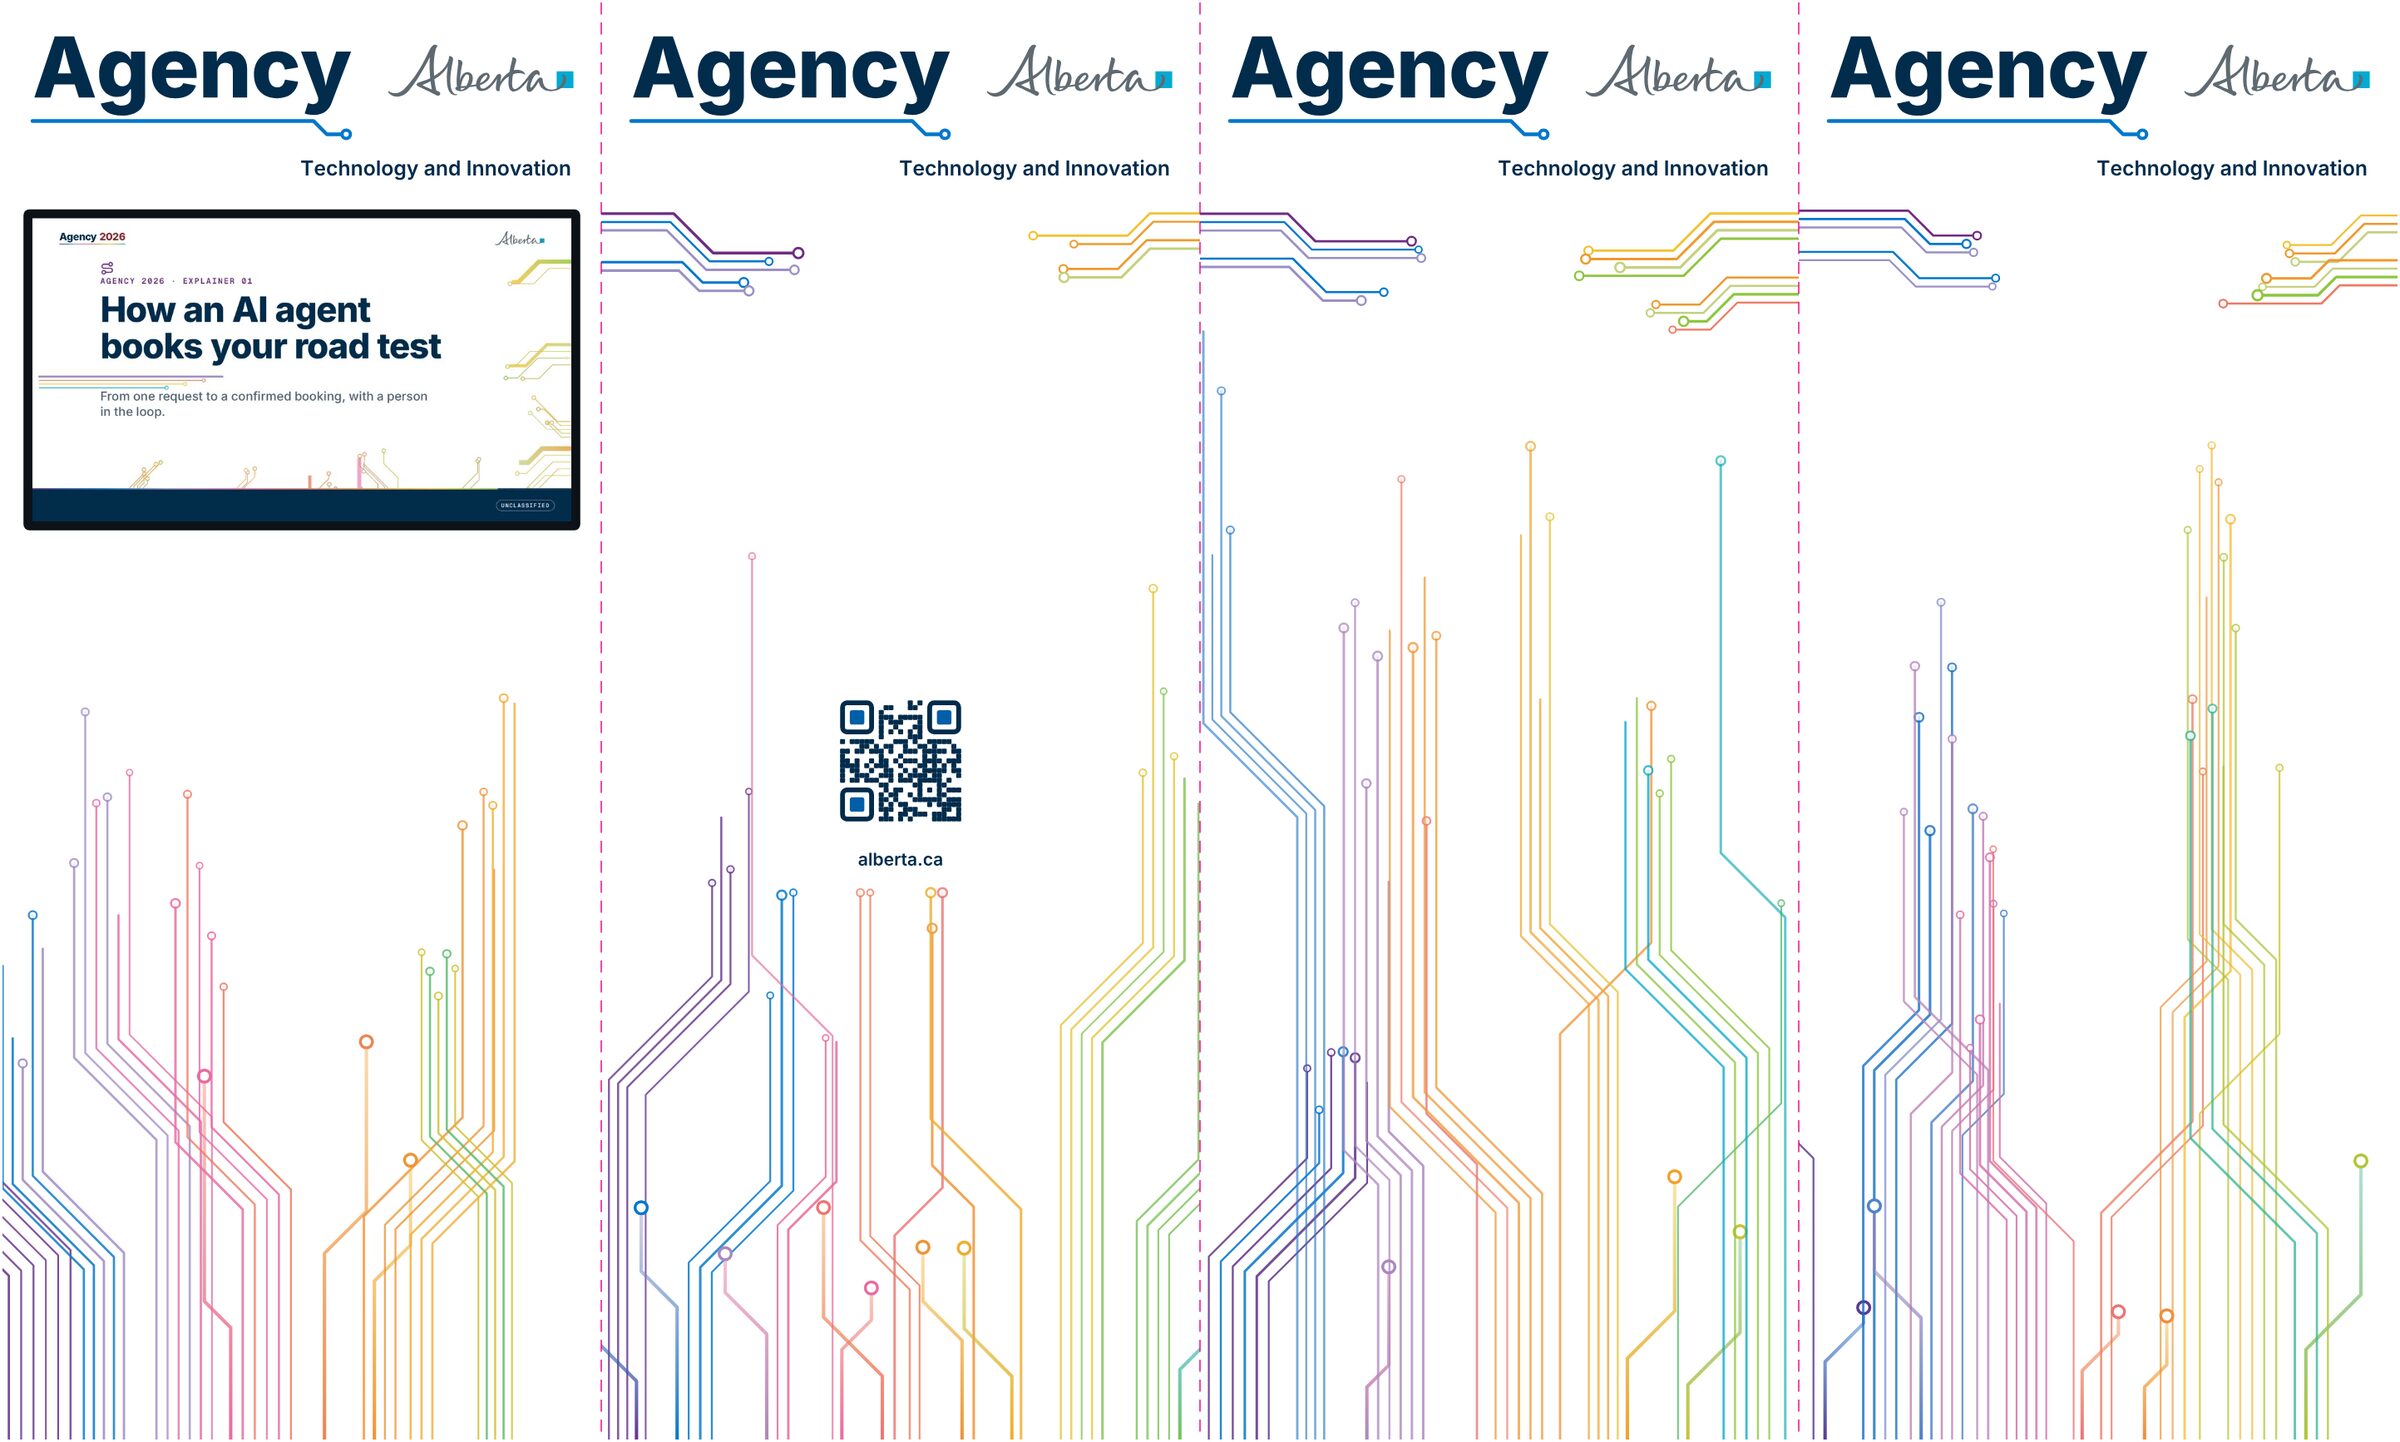 Agency
Alberta
Technology and Innovation
Agency 2026
Alberta
AGENCY 2026 · EXPLAINER 01
How an AI agent
books your road test
From one request to a confirmed booking, with a person
in the loop.
UNCLASSIFIED
Agency
Alberta
Technology and Innovation
alberta.ca
Agency
Alberta
Technology and Innovation
Agency
Alberta
Technology and Innovation